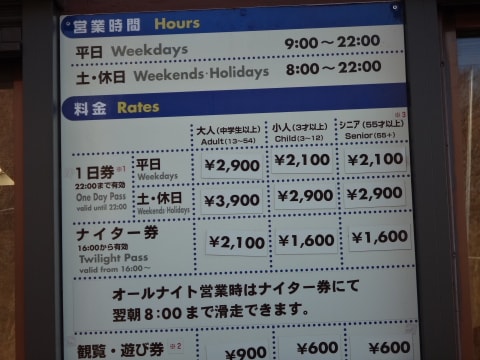 営業時間 Hours
平日 Weekdays 9:00～22:00
土・休日 Weekends·Holidays 8:00～22:00
料金 Rates
大人(中学生以上) 小人(3才以上) シニア(55才以上)※3
Adult(13~54) Child(3~12) Senior(55+)
1日券※1 平日 ¥2,900 ¥2,100 ¥2,100
Weekdays
22:00まで有効
One Day Pass
valid until 22:00
土・休日 ¥3,900 ¥2,900 ¥2,900
Weekends Holidays
ナイター券 ¥2,100 ¥1,600 ¥1,600
16:00から有効
Twilight Pass
valid from 16:00～
オールナイト営業時はナイター券にて
翌朝8:00まで滑走できます。
観覧・遊び券※2 ¥900 ¥600 ¥600